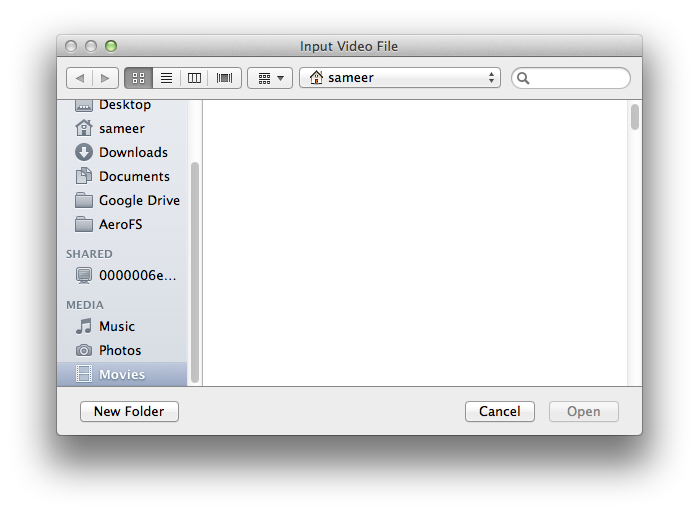 Input Video File
sameer
Desktop
sameer
Downloads
Documents
Google Drive
AeroFS
SHARED
0000006e...
MEDIA
Music
Photos
Movies
New Folder
Cancel
Open